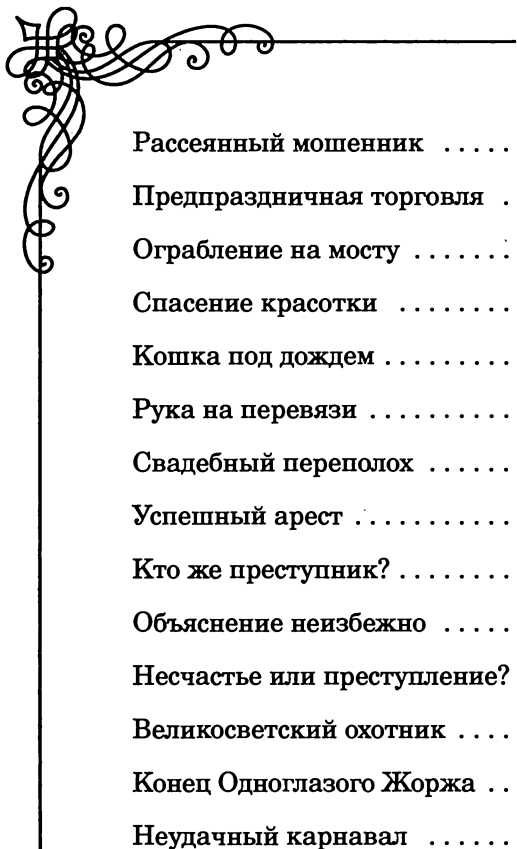 Рассеянный мошенник . . . . .
Предпраздничная торговля .
Ограбление на мосту . . . . . . .
Спасение красотки . . . . . . .
Кошка под дождем . . . . . . . . .
Рука на перевязи . . . . . . . . . .
Свадебный переполох . . . . . .
Успешный арест . . . . . . . . . . .
Кто же преступник? . . . . . . . .
Объяснение неизбежно . . . . .
Несчастье или преступление?
Великосветский охотник . . . .
Конец Одноглазого Жоржа . .
Неудачный карнавал . . . . . .